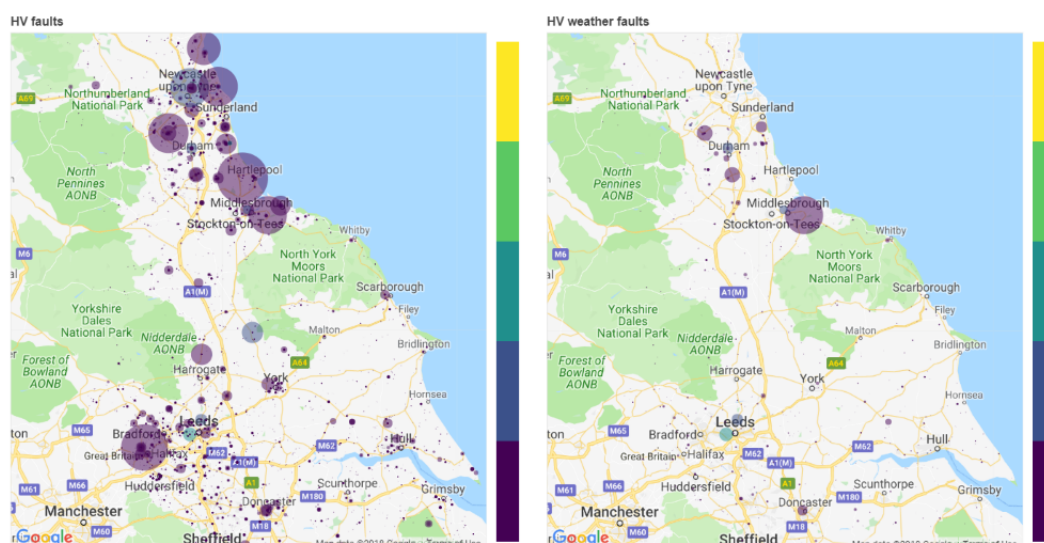 HV faults
Newcastle
upon Tyne
Northumberland
National Park
A69
Sunderland
Durham
North
Pennines
AONB
Hartlepool
Middlesbrough
Stockton-on-Tees
M6
Whitby
North York
Moors
National Park
A1(M)
Scarborough
Yorkshire
Dales
National Park
Filey
Nidderdale
AONB
Malton
Bridlington
Forest of
Bowland
AONB
A64
Harrogate
York
Hornsea
Leeds
M65
Bradford
M62
Hull
Great Britain
Halifax
M62
A1(M)
M61
M66
Huddersfield
A1
Scunthorpe
M180
Grimsby
Doncaster
Manchester
M18
M60
Sheffield
Google
HV weather faults
Newcastle
upon Tyne
Northumberland
National Park
A69
Sunderland
Durham
North
Pennines
AONB
Hartlepool
Middlesbrough
Stockton-on-Tees
M6
Whitby
North York
Moors
National Park
A1(M)
Scarborough
Yorkshire
Dales
National Park
Filey
Nidderdale
AONB
Malton
Bridlington
Forest of
Bowland
AONB
A64
Harrogate
York
Hornsea
Leeds
M65
Bradford
M62
Hull
Great Britain
Halifax
M62
A1(M)
M61
M66
Huddersfield
A1
Scunthorpe
M180
Grimsby
Doncaster
Manchester
M18
M60
Sheffield
Google